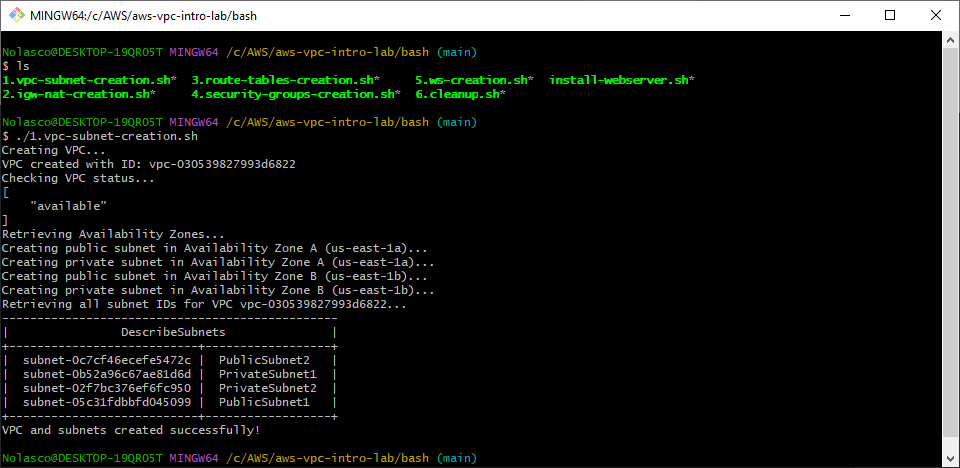 MINGW64:/c/AWS/aws-vpc-intro-lab/bash
Nolasco@DESKTOP-19QR05T MINGW64 /c/AWS/aws-vpc-intro-lab/bash (main)
$ ls
1.vpc-subnet-creation.sh* 3.route-tables-creation.sh* 5.ws-creation.sh* install-webserver.sh*
2.igw-nat-creation.sh* 4.security-groups-creation.sh* 6.cleanup.sh*
Nolasco@DESKTOP-19QR05T MINGW64 /c/AWS/aws-vpc-intro-lab/bash (main)
$ ./1.vpc-subnet-creation.sh
Creating VPC...
VPC created with ID: vpc-030539827993d6822
Checking VPC status...
[
    "available"
]
Retrieving Availability Zones...
Creating public subnet in Availability Zone A (us-east-1a)...
Creating private subnet in Availability Zone A (us-east-1a)...
Creating public subnet in Availability Zone B (us-east-1b)...
Creating private subnet in Availability Zone B (us-east-1b)...
Retrieving all subnet IDs for VPC vpc-030539827993d6822...
-----------------------------------------------
|                DescribeSubnets               |
+---------------------------+------------------+
|  subnet-0c7cf46ecefe5472c |  PublicSubnet2   |
|  subnet-0b52a96c67ae81d6d |  PrivateSubnet1  |
|  subnet-02f7bc376ef6fc950 |  PrivateSubnet2  |
|  subnet-05c31fdbbfd045099 |  PublicSubnet1   |
+---------------------------+------------------+
VPC and subnets created successfully!
Nolasco@DESKTOP-19QR05T MINGW64 /c/AWS/aws-vpc-intro-lab/bash (main)